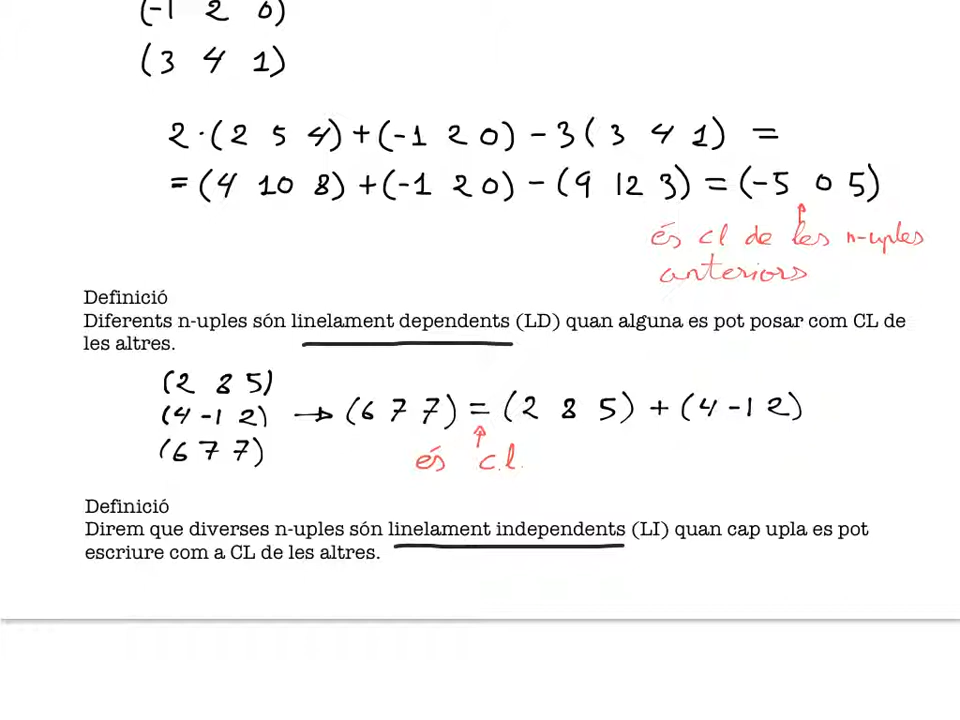 (-1 2 0)
(3 4 1)
2·(2 5 4)+(-1 2 0)-3(3 4 1) =
=(4 10 8)+(-1 2 0)-(9 12 3)=(-5 0 5)
és cl de les n-uples
anteriors
Definició
Diferents n-uples són linelament dependents (LD) quan alguna es pot posar com CL de
les altres.
(2 8 5)
(4 -1 2) → (6 7 7) = (2 8 5) + (4 -1 2)
(6 7 7)
és c.l.
Definició
Direm que diverses n-uples són linelament independents (LI) quan cap upla es pot
escriure com a CL de les altres.